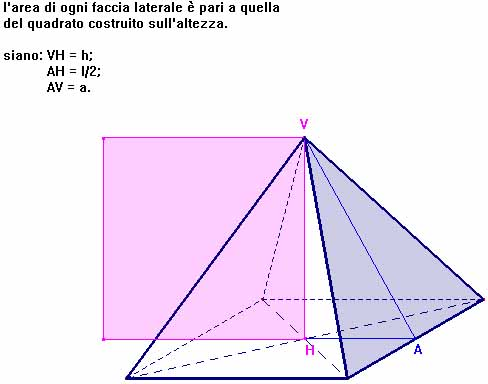 l'area di ogni faccia laterale è pari a quella
del quadrato costruito sull'altezza.
siano: VH = h;
AH = l/2;
AV = a.
V
H
A